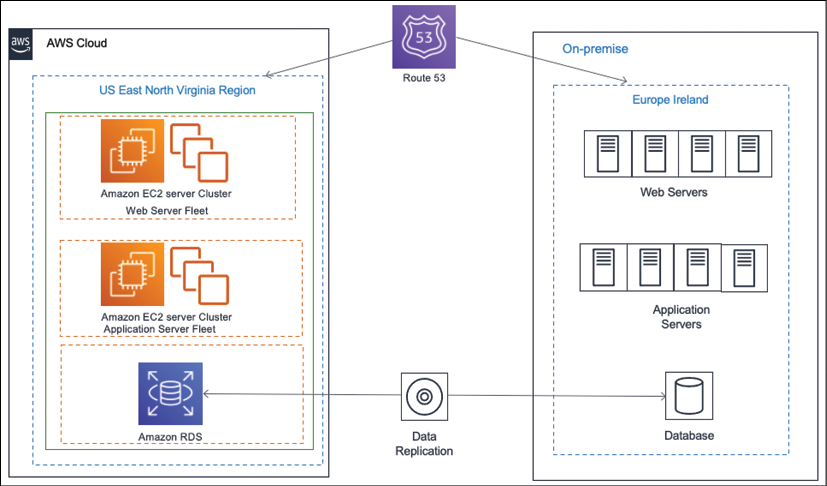 aws
AWS Cloud
53
Route 53
On-premise
US East North Virginia Region
Europe Ireland
Amazon EC2 server Cluster
Web Server Fleet
Web Servers
Amazon EC2 server Cluster
Application Server Fleet
Application
Servers
Amazon RDS
Data
Replication
Database